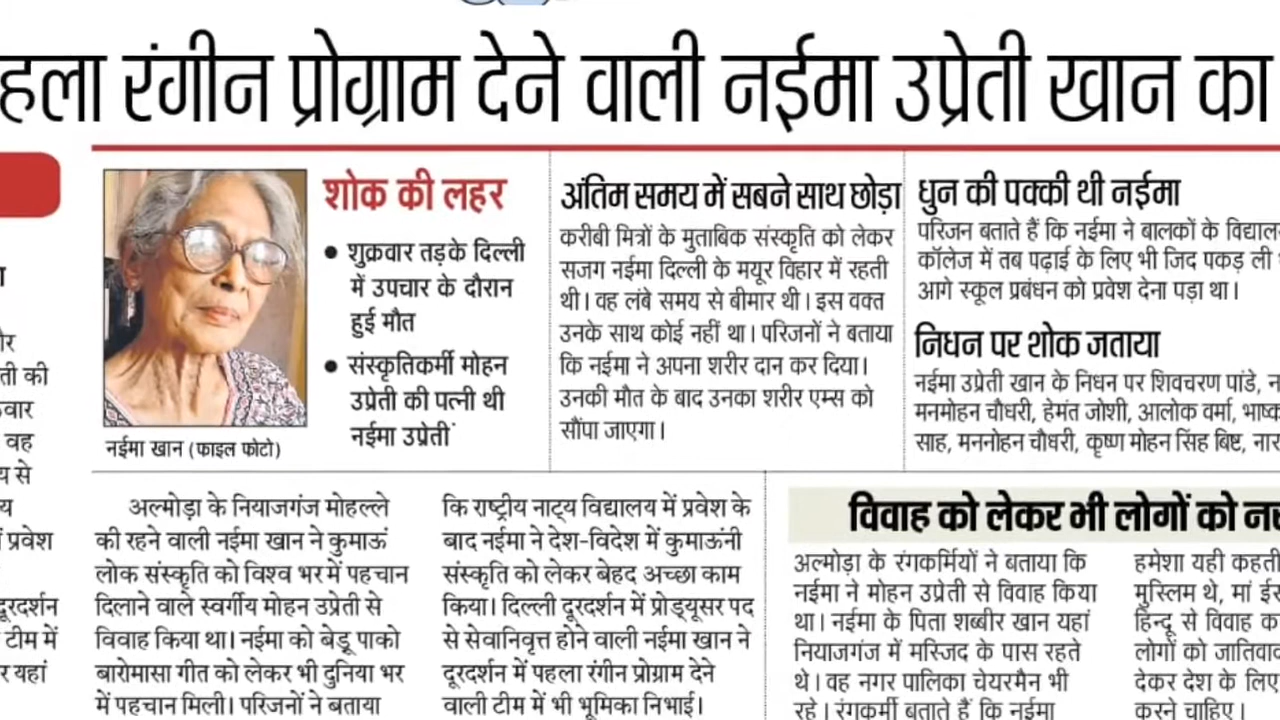 रंगीन प्रोग्राम देने वाली नईमा उप्रेती खान का
शोक की लहर
● शुक्रवार तड़के दिल्ली
में उपचार के दौरान
हुई मौत
● संस्कृतिकर्मी मोहन
उप्रेती की पत्नी थी
नईमा उप्रेती
नईमा खान (फाइल फोटो)
अंतिम समय में सबने साथ छोड़ा
करीबी मित्रों के मुताबिक संस्कृति को लेकर
सजग नईमा दिल्ली के मयूर विहार में रहती
थी। वह लंबे समय से बीमार थी। इस वक्त
उनके साथ कोई नहीं था। परिजनों ने बताया
कि नईमा ने अपना शरीर दान कर दिया।
उनकी मौत के बाद उनका शरीर एम्स को
सौंपा जाएगा।
धुन की पक्की थी नईमा
परिजन बताते हैं कि नईमा ने बालकों के
कॉलेज में तब पढ़ाई के लिए भी जिद पकड़ ली
आगे स्कूल प्रबंधन को प्रवेश देना पड़ा था।
निधन पर शोक जताया
नईमा उप्रेती खान के निधन पर शिवचरण पांडे,
मनमोहन चौधरी, हेमंत जोशी, आलोक वर्मा,
साह, मननोहन चौधरी, कृष्ण मोहन सिंह बिष्ट,
ती की
वह
य से
प्रवेश
दूरदर्शन
टीम में
यहां
अल्मोड़ा के नियाजगंज मोहल्ले
की रहने वाली नईमा खान ने कुमाऊं
लोक संस्कृति को विश्व भर में पहचान
दिलाने वाले स्वर्गीय मोहन उप्रेती से
विवाह किया था। नईमा को बेडू पाको
बारोमासा गीत को लेकर भी दुनिया भर
में पहचान मिली। परिजनों ने बताया
कि राष्ट्रीय नाट्य विद्यालय में प्रवेश के
बाद नईमा ने देश-विदेश में कुमाऊंनी
संस्कृति को लेकर बेहद अच्छा काम
किया। दिल्ली दूरदर्शन में प्रोड्यूसर पद
से सेवानिवृत्त होने वाली नईमा खान ने
दूरदर्शन में पहला रंगीन प्रोग्राम देने
वाली टीम में भी भूमिका निभाई।
विवाह को लेकर भी लोगों को
अल्मोड़ा के रंगकर्मियों ने बताया कि
नईमा ने मोहन उप्रेती से विवाह किया
था। नईमा के पिता शब्बीर खान यहां
नियाजगंज में मस्जिद के पास रहते
थे। वह नगर पालिका चेयरमैन भी
रहे। रंगकर्मी बताते हैं कि नईमा
हमेशा यही कहती
मुस्लिम थे, मां
हिन्दू से विवाह
लोगों को
देकर देश के लिए
करने चाहिए।